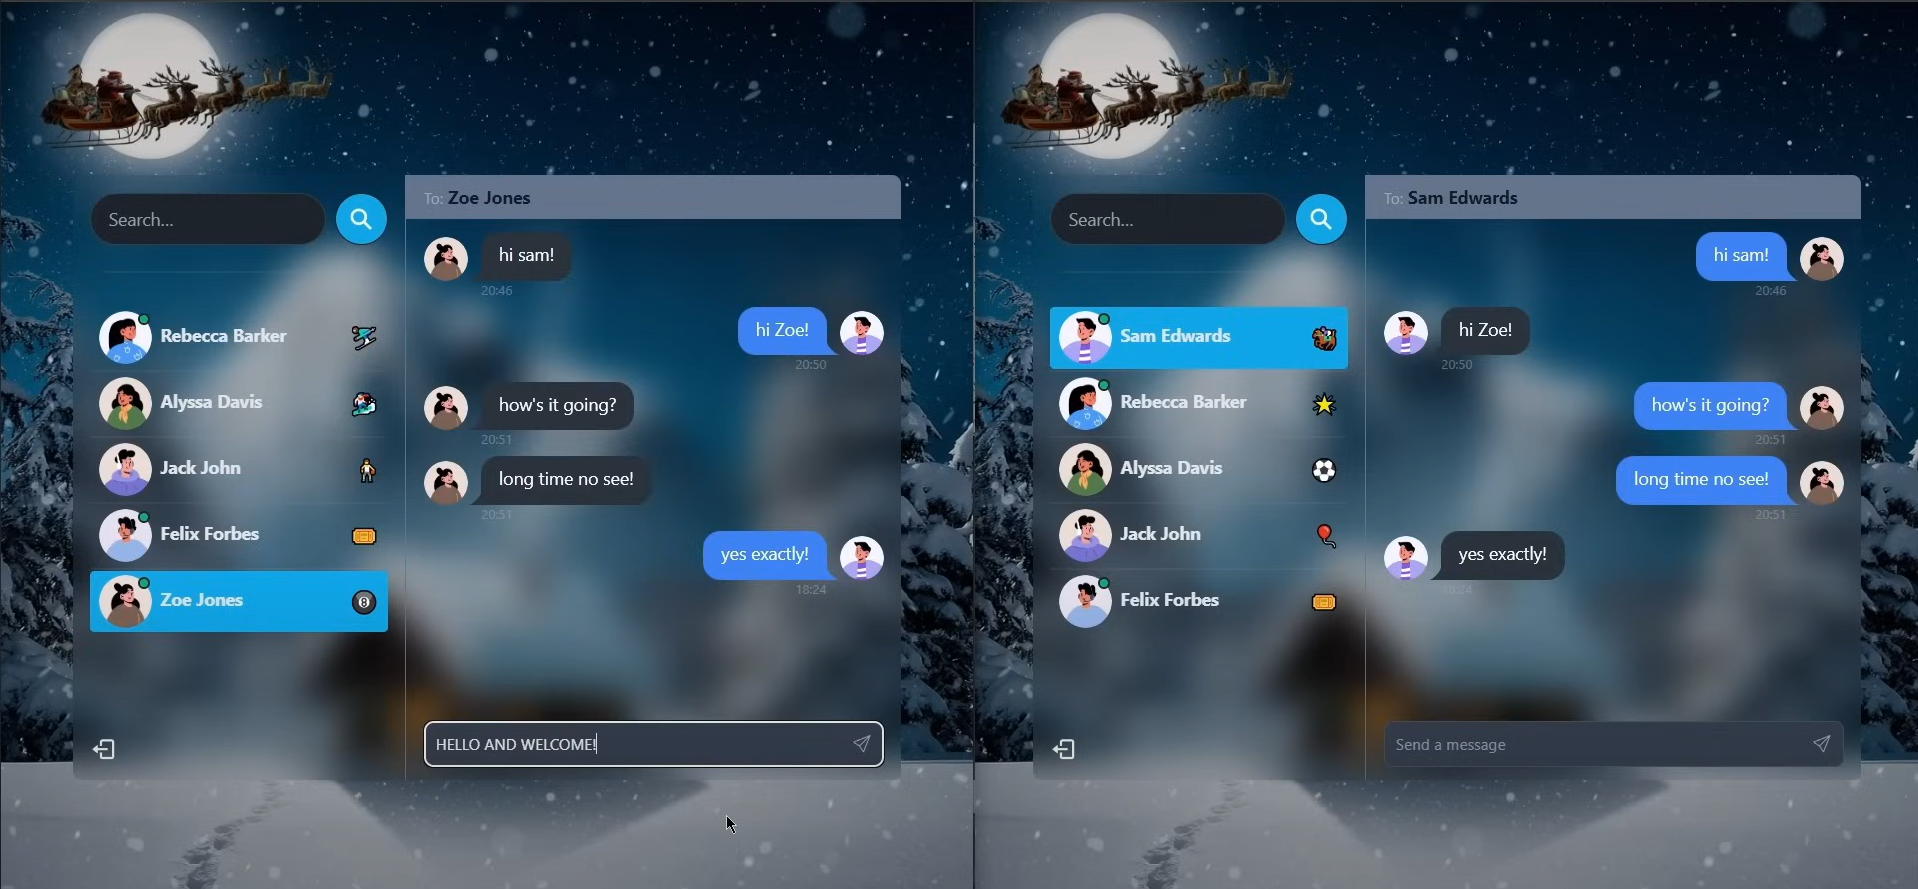 Search...
Rebecca Barker
Alyssa Davis
Jack John
Felix Forbes
Zoe Jones
8
To: Zoe Jones
hi sam!
20:46
hi Zoe!
20:50
how's it going?
20:51
long time no see!
20:51
yes exactly!
18:24
HELLO AND WELCOME!
Search...
Sam Edwards
Rebecca Barker
Alyssa Davis
Jack John
Felix Forbes
To: Sam Edwards
hi sam!
20:46
hi Zoe!
20:50
how's it going?
20:51
long time no see!
20:51
yes exactly!
18:24
Send a message